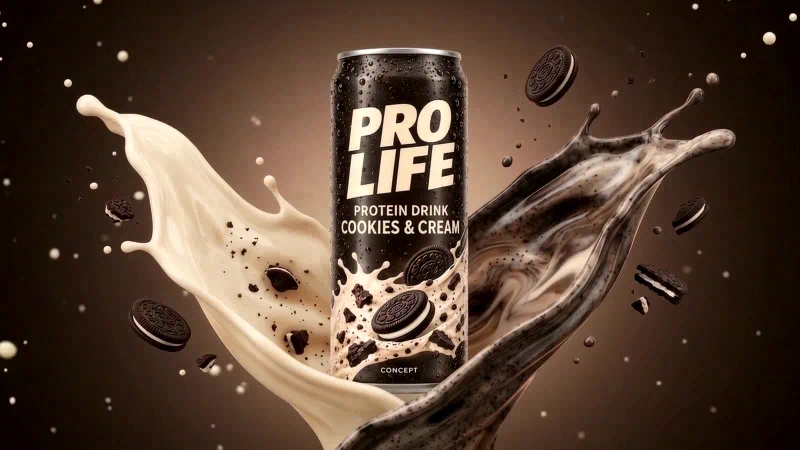 PRO
LIFE
PROTEIN DRINK
COOKIES & CREAM
CONCEPT